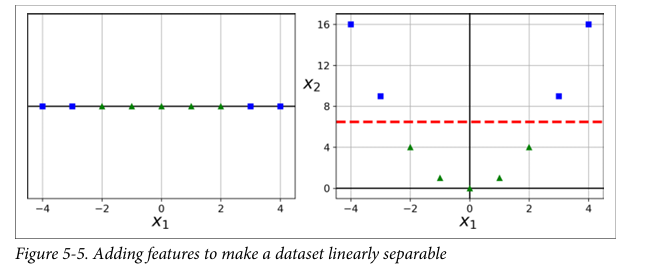 16
12
x₂ 8
4
0
−4 −2 0 2 4
x₁
−4 −2 0 2 4
x₁
Figure 5-5. Adding features to make a dataset linearly separable